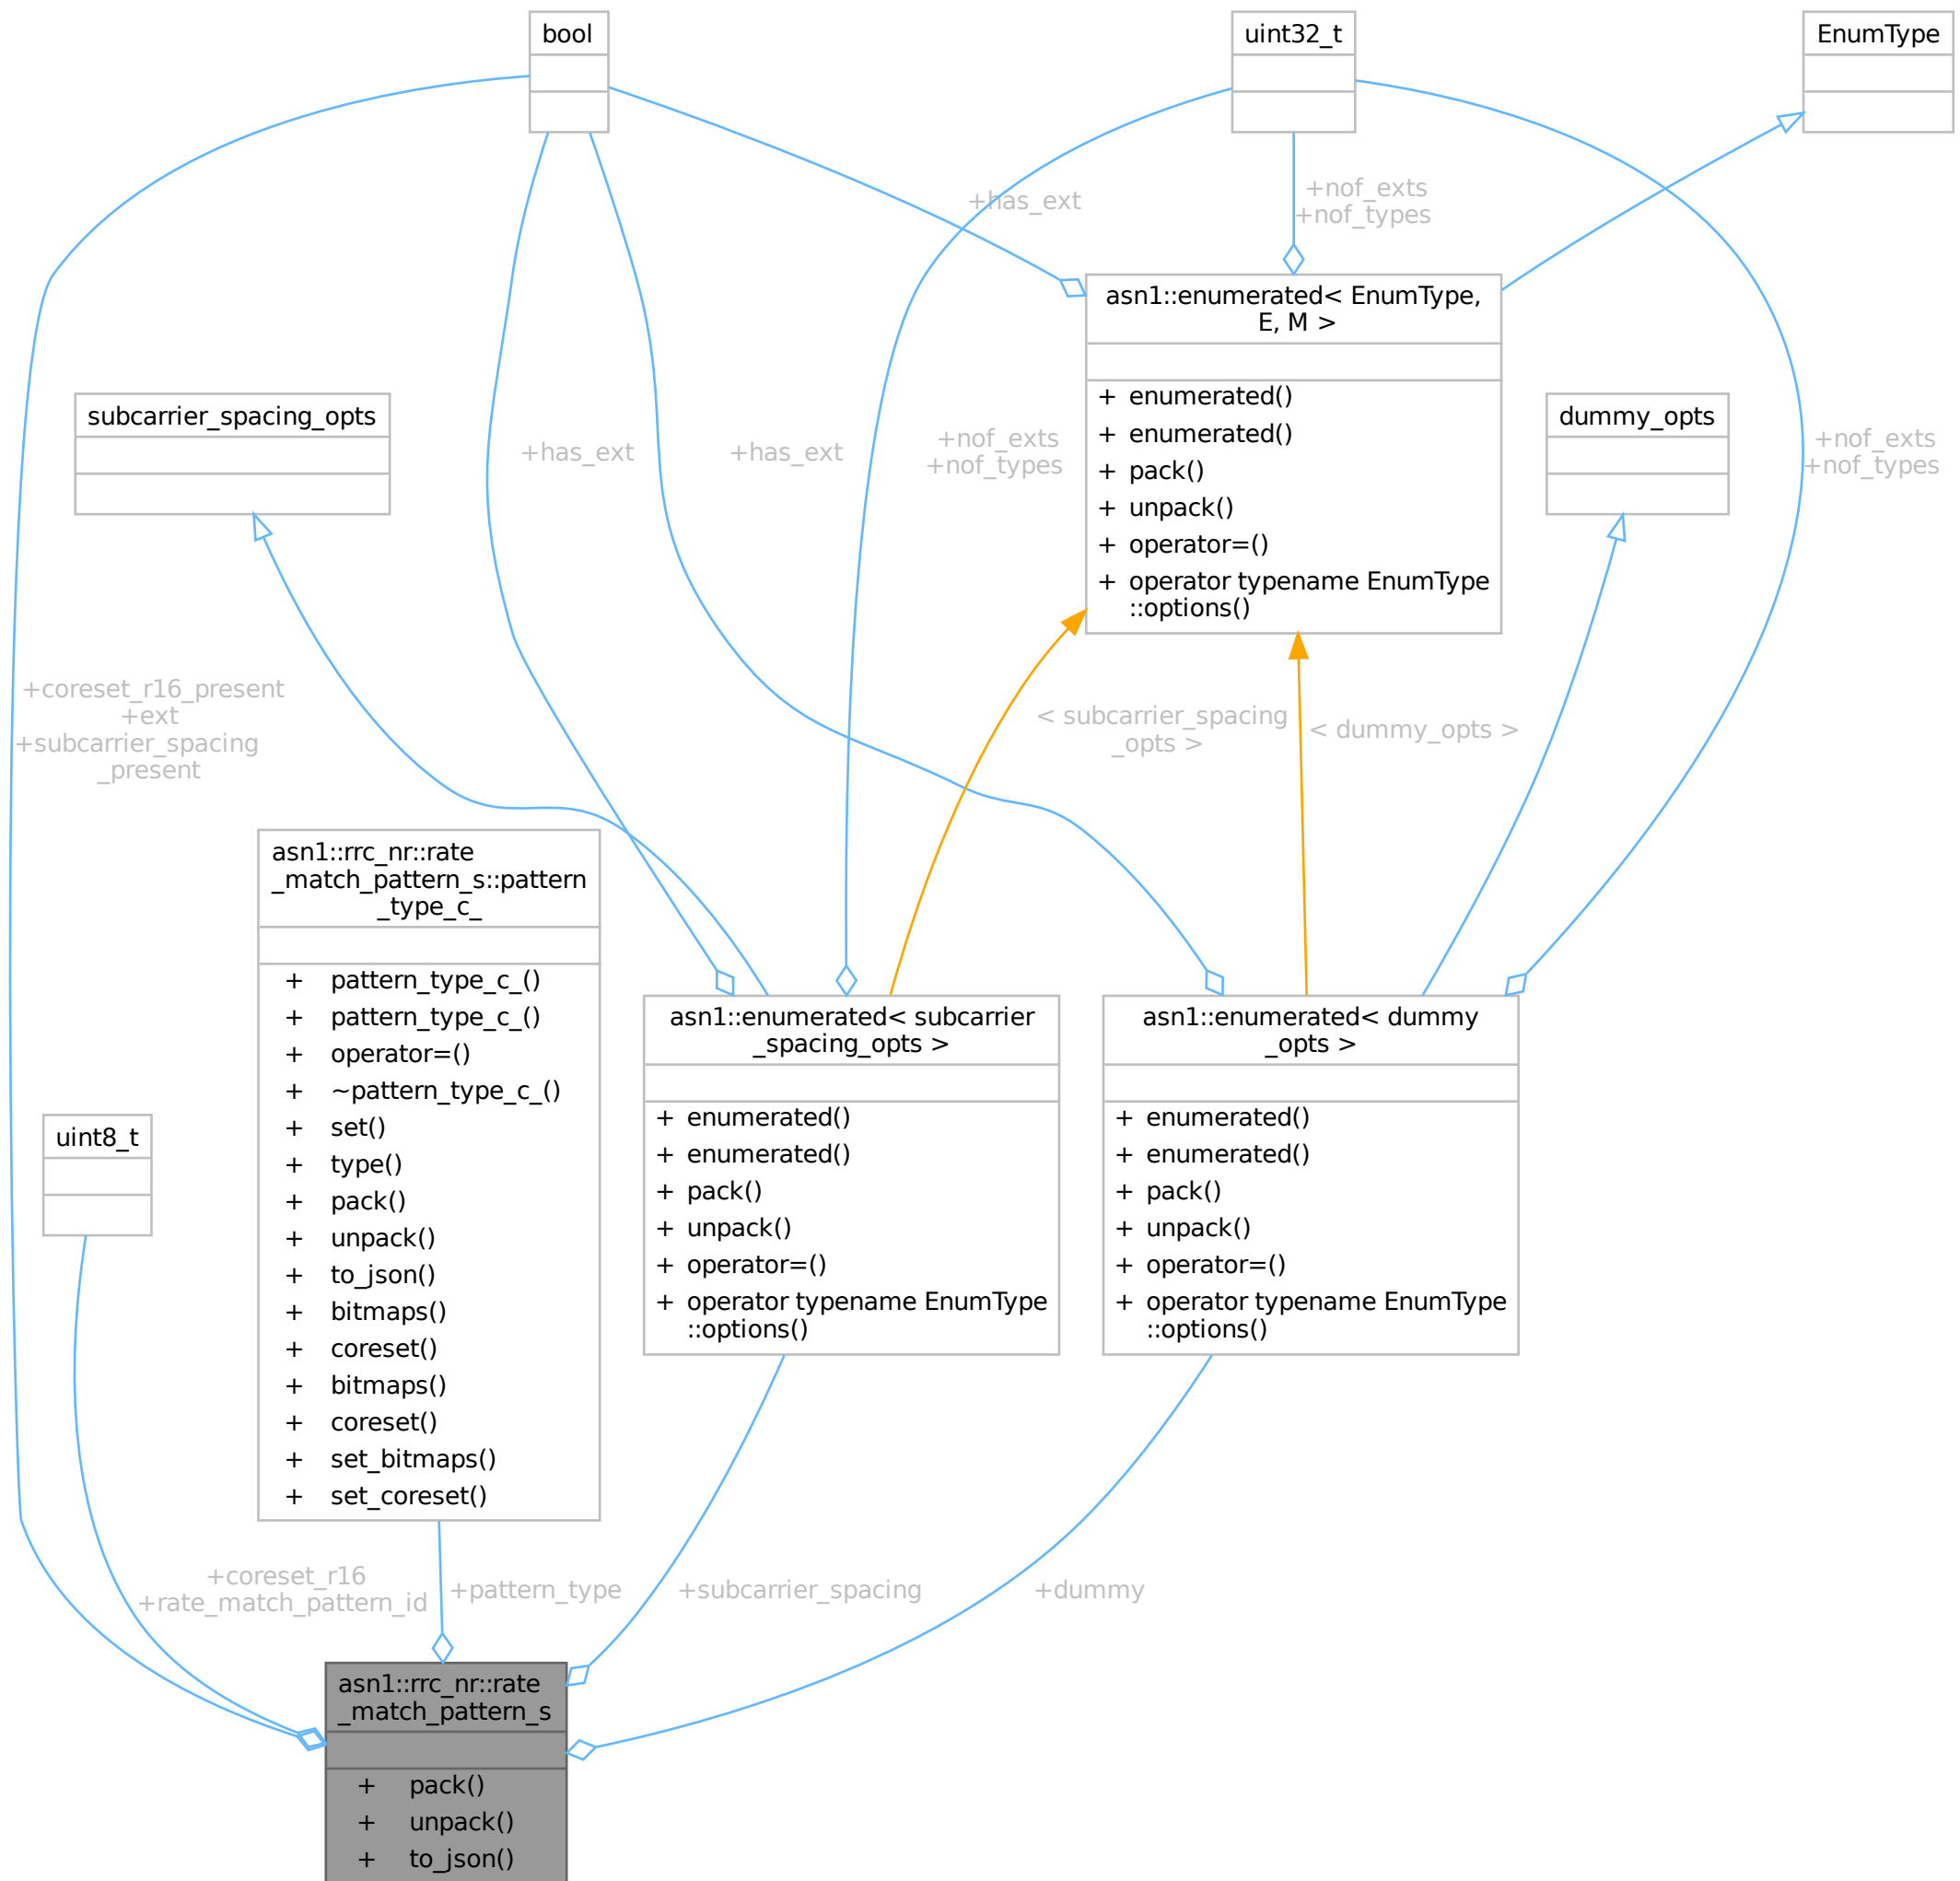 bool
uint32_t
EnumType
+has_ext
+nof_exts
+nof_types
asn1::enumerated< EnumType,
E, M >
+ enumerated()
+ enumerated()
+ pack()
+ unpack()
+ operator=()
+ operator typename EnumType
::options()
subcarrier_spacing_opts
dummy_opts
+has_ext
+has_ext
+nof_exts
+nof_types
+nof_exts
+nof_types
+coreset_r16_present
+ext
+subcarrier_spacing
_present
< subcarrier_spacing
_opts >
< dummy_opts >
asn1::rrc_nr::rate
_match_pattern_s::pattern
_type_c_
+ pattern_type_c_()
+ pattern_type_c_()
+ operator=()
+ ~pattern_type_c_()
+ set()
+ type()
+ pack()
+ unpack()
+ to_json()
+ bitmaps()
+ coreset()
+ bitmaps()
+ coreset()
+ set_bitmaps()
+ set_coreset()
asn1::enumerated< subcarrier
_spacing_opts >
+ enumerated()
+ enumerated()
+ pack()
+ unpack()
+ operator=()
+ operator typename EnumType
::options()
asn1::enumerated< dummy
_opts >
+ enumerated()
+ enumerated()
+ pack()
+ unpack()
+ operator=()
+ operator typename EnumType
::options()
uint8_t
+coreset_r16
+rate_match_pattern_id
+pattern_type
+subcarrier_spacing
+dummy
asn1::rrc_nr::rate
_match_pattern_s
+ pack()
+ unpack()
+ to_json()